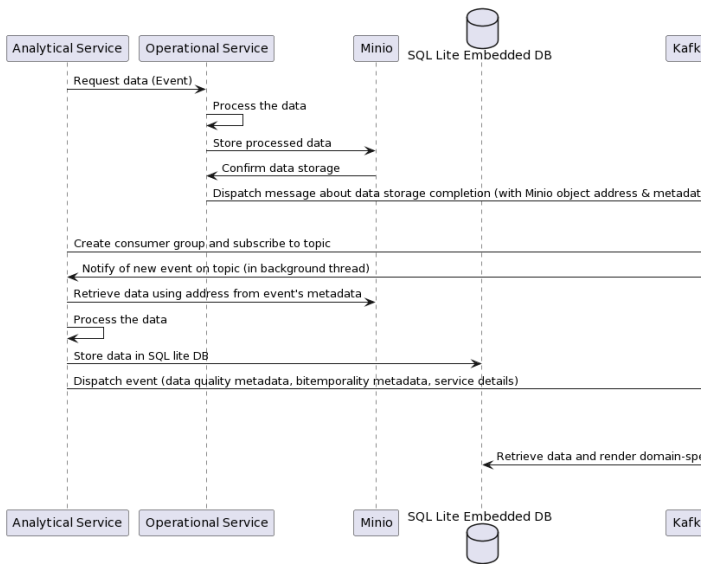 Analytical Service Operational Service Minio SQL Lite Embedded DB Kafk
Request data (Event)
Process the data
Store processed data
Confirm data storage
Dispatch message about data storage completion (with Minio object address & metadat
Create consumer group and subscribe to topic
Notify of new event on topic (in background thread)
Retrieve data using address from event's metadata
Process the data
Store data in SQL lite DB
Dispatch event (data quality metadata, bitemporality metadata, service details)
Retrieve data and render domain-spe
Analytical Service Operational Service Minio SQL Lite Embedded DB Kafk